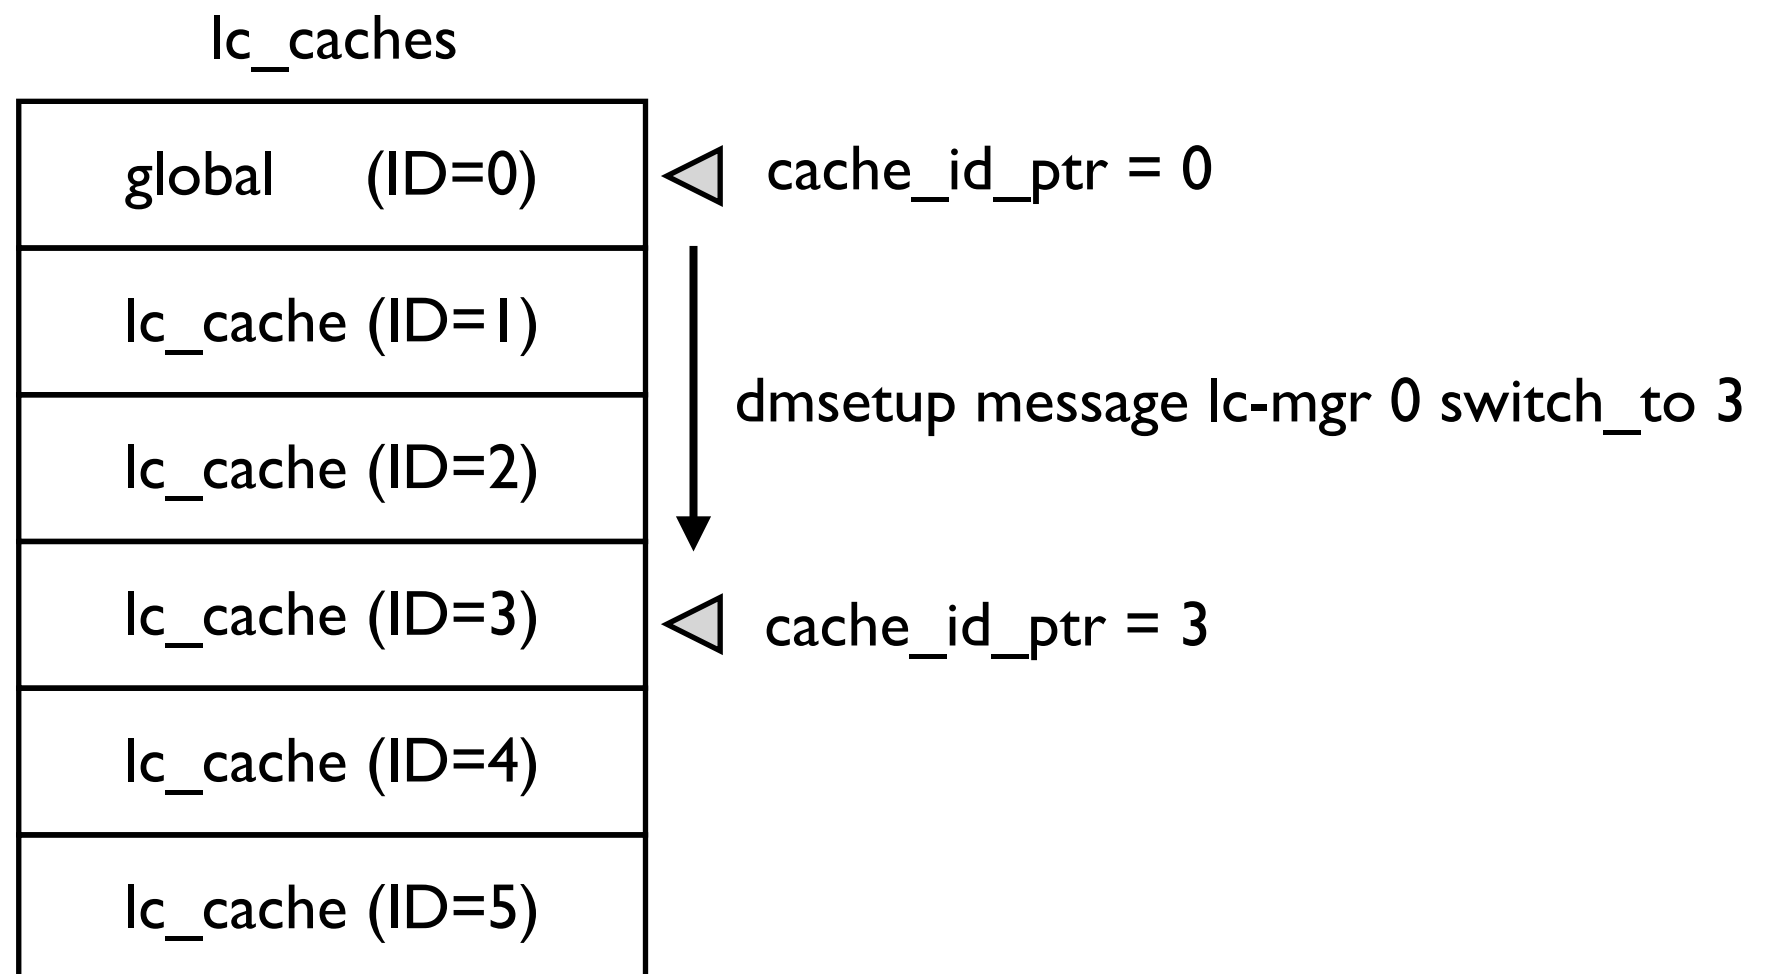 lc_caches
global (ID=0)
cache_id_ptr = 0
lc_cache (ID=1)
dmsetup message lc-mgr 0 switch_to 3
lc_cache (ID=2)
lc_cache (ID=3)
cache_id_ptr = 3
lc_cache (ID=4)
lc_cache (ID=5)